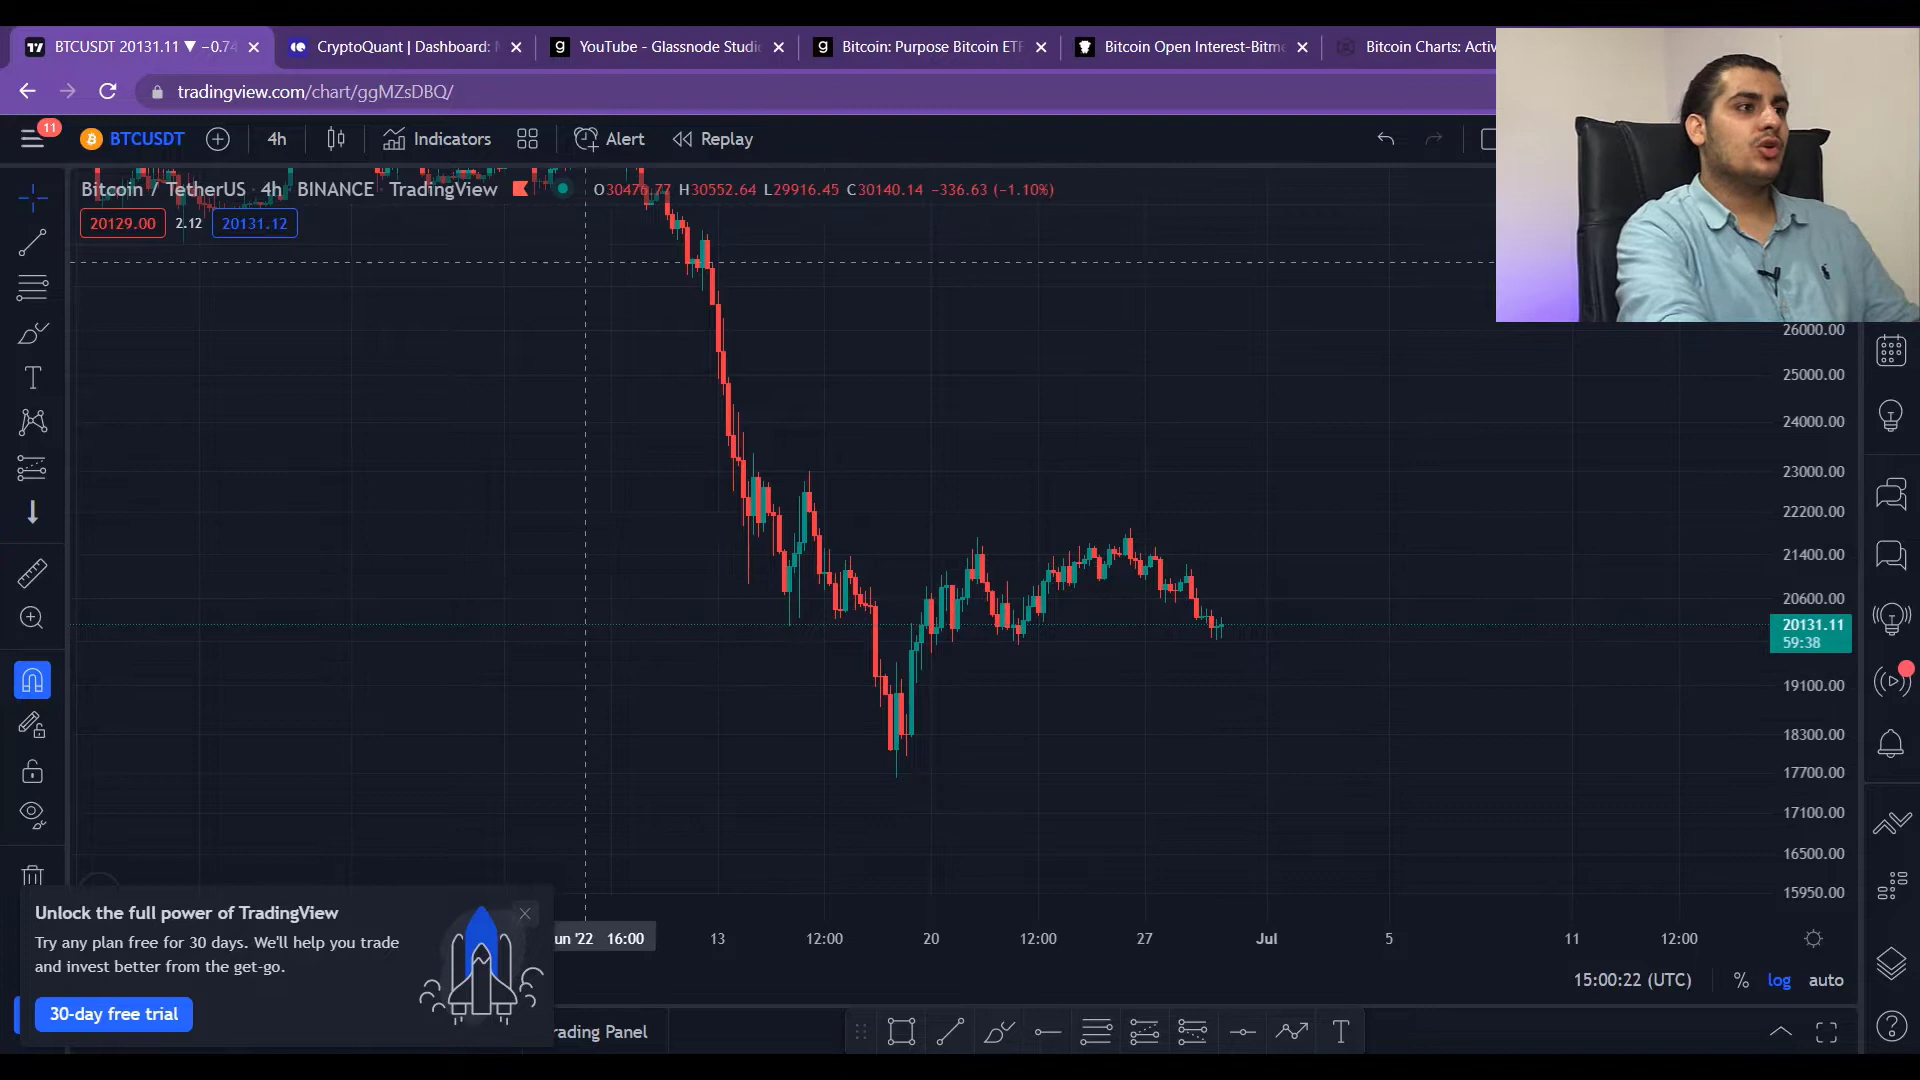 BTCUSDT 20131.11 ▼ −0.74
CryptoQuant | Dashboard:
YouTube - Glassnode Studi
Bitcoin: Purpose Bitcoin ETF
Bitcoin Open Interest-Bitm
Bitcoin Charts: Activ
tradingview.com/chart/ggMZsDBQ/
11
BTCUSDT
4h
Indicators
Alert
Replay
Bitcoin / TetherUS · 4h · BINANCE · TradingView
O30476.77 H30552.64 L29916.45 C30140.14 −336.63 (−1.10%)
20129.00 2.12 20131.12
26000.00
25000.00
24000.00
23000.00
22200.00
21400.00
20600.00
20131.11
59:38
19100.00
18300.00
17700.00
17100.00
16500.00
15950.00
Unlock the full power of TradingView
Try any plan free for 30 days. We'll help you trade
and invest better from the get-go.
30-day free trial
un '22 16:00
13
12:00
20
12:00
27
Jul
5
11
12:00
15:00:22 (UTC)
%
log
auto
rading Panel